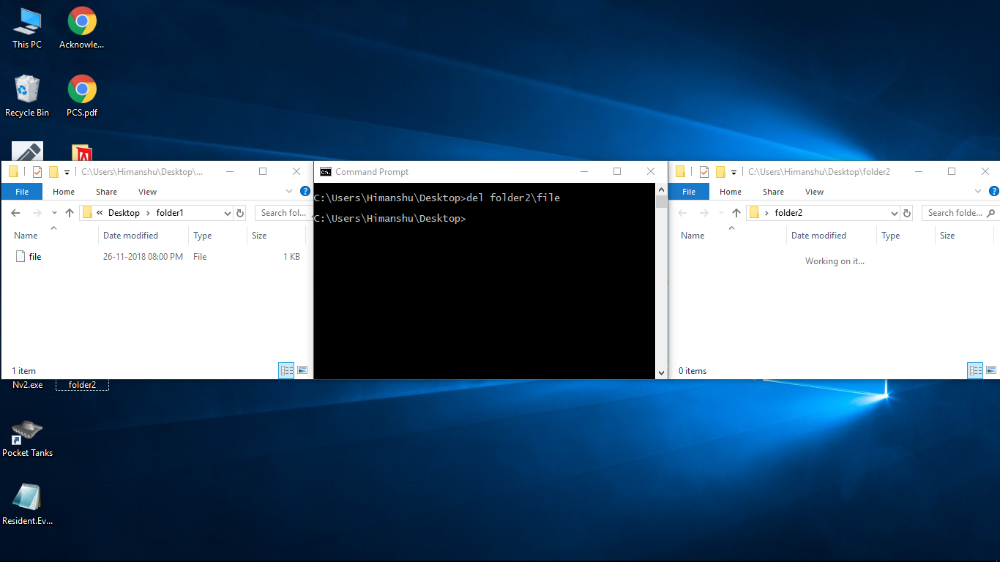 This PC
Acknowle...
Recycle Bin
PCS.pdf
C:\Users\Himanshu\Desktop\...
File Home Share View
« Desktop › folder1
Search fol...
Name Date modified Type Size
file 26-11-2018 08:00 PM File 1 KB
1 item
Command Prompt
C:\Users\Himanshu\Desktop>del folder2\file
C:\Users\Himanshu\Desktop>
C:\Users\Himanshu\Desktop\folder2
File Home Share View
› folder2
Search folde...
Name Date modified Type Size
Working on it...
0 items
Nv2.exe
folder2
Pocket Tanks
Resident.Ev...